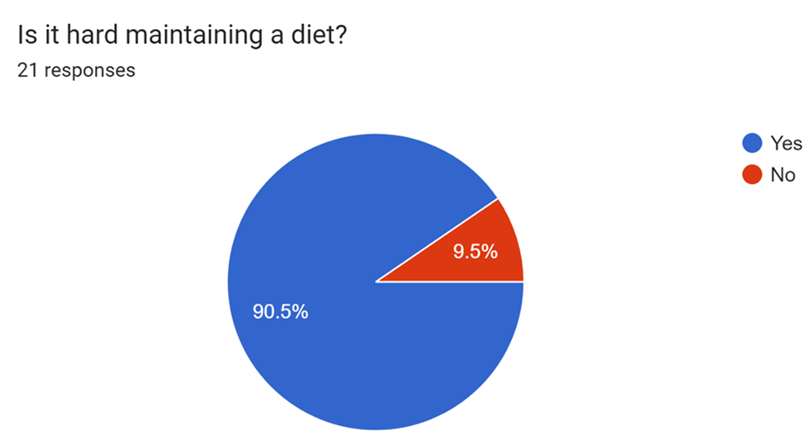 Is it hard maintaining a diet?
21 responses
Yes
No
9.5%
90.5%